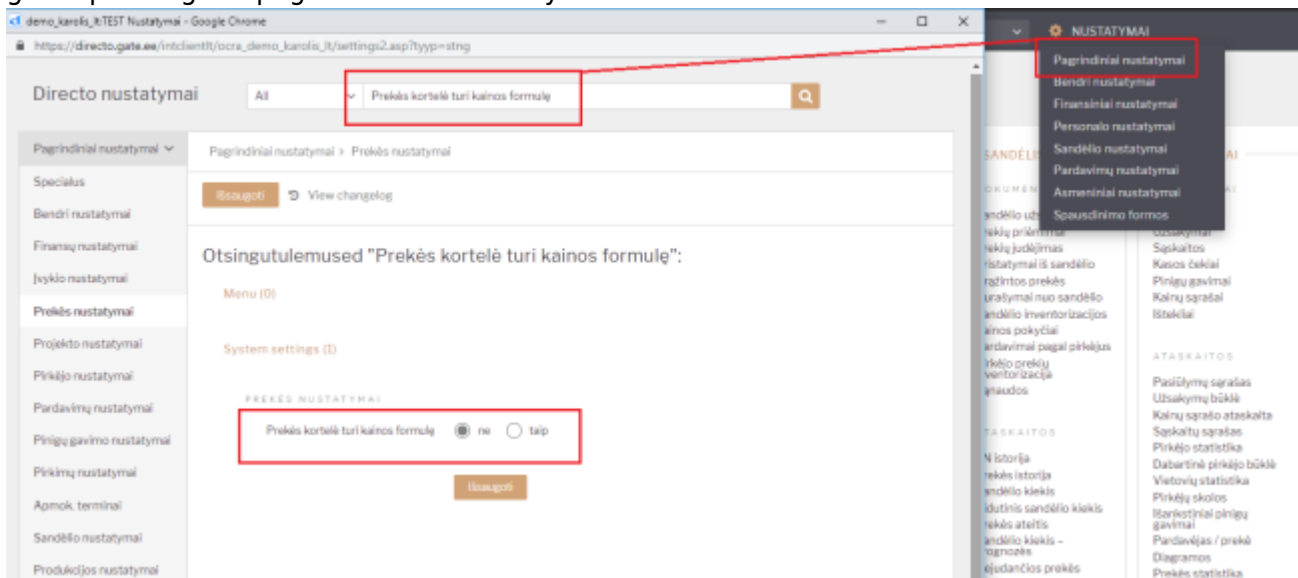 demo_karolis_lt:TEST Nustatymai - Google Chrome
https://directo.gate.ee/intclientlt/ocra_demo_karolis_lt/settings2.asp?tyyp=stng
Directo nustatymai
All
Prekės kortelė turi kainos formulę
Pagrindiniai nustatymai
Pagrindiniai nustatymai > Prekės nustatymai
Specialus
Išsaugoti
View changelog
Bendri nustatymai
Finansų nustatymai
Otsingutulemused "Prekės kortelė turi kainos formulę":
Įvykio nustatymai
Menu (0)
Prekės nustatymai
Projekto nustatymai
System settings (1)
Pirkėjo nustatymai
PREKĖS NUSTATYMAI
Pardavimų nustatymai
Prekės kortelė turi kainos formulę ne taip
Pinigų gavimo nustatymai
Pirkimų nustatymai
Išsaugoti
Apmok. terminai
Sandėlio nustatymai
Produkcijos nustatymai
NUSTATYMAI
Pagrindiniai nustatymai
Bendri nustatymai
Finansiniai nustatymai
Personalo nustatymai
Sandėlio nustatymai
Pardavimų nustatymai
Asmeniniai nustatymai
Spausdinimo formos
Užsakymai
Sąskaitos
Kasos čekiai
Pinigų gavimai
Kainų sąrašai
Ištekliai
ATASKAITOS
Pasiūlymų sąrašas
Užsakymų būklė
Kainų sąrašo ataskaita
Sąskaitų sąrašas
Pirkėjo statistika
Dabartinė pirkėjo būklė
Vietovių statistika
Pirkėjų skolos
Išankstiniai pinigų
gavimai
Pardavėjas / prekė
Diagramos
Prekės statistika